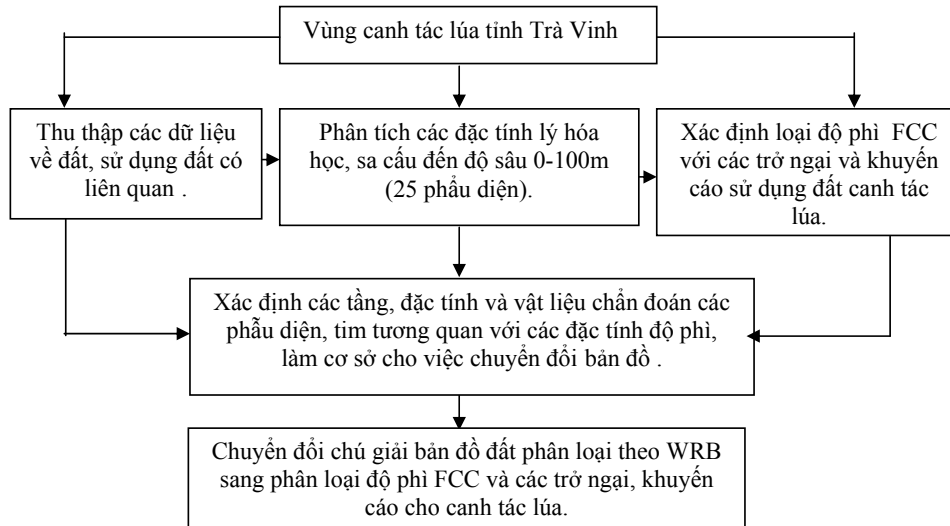 Vùng canh tác lúa tỉnh Trà Vinh
Thu thập các dữ liệu
về đất, sử dụng đất có
liên quan .
Phân tích các đặc tính lý hóa
học, sa cấu đến độ sâu 0-100m
(25 phẩu diện).
Xác định loại độ phì  FCC
với các trở ngại và khuyến
cáo sử dụng đất canh tác
lúa.
Xác định các tầng, đặc tính và vật liệu chẩn đoán các
phẫu diện, tim tương quan với các đặc tính độ phì,
làm cơ sở cho việc chuyển đổi bản đồ .
Chuyển đổi chú giải bản đồ đất phân loại theo WRB
sang phân loại độ phì FCC và các trở ngại, khuyến
cáo cho canh tác lúa.